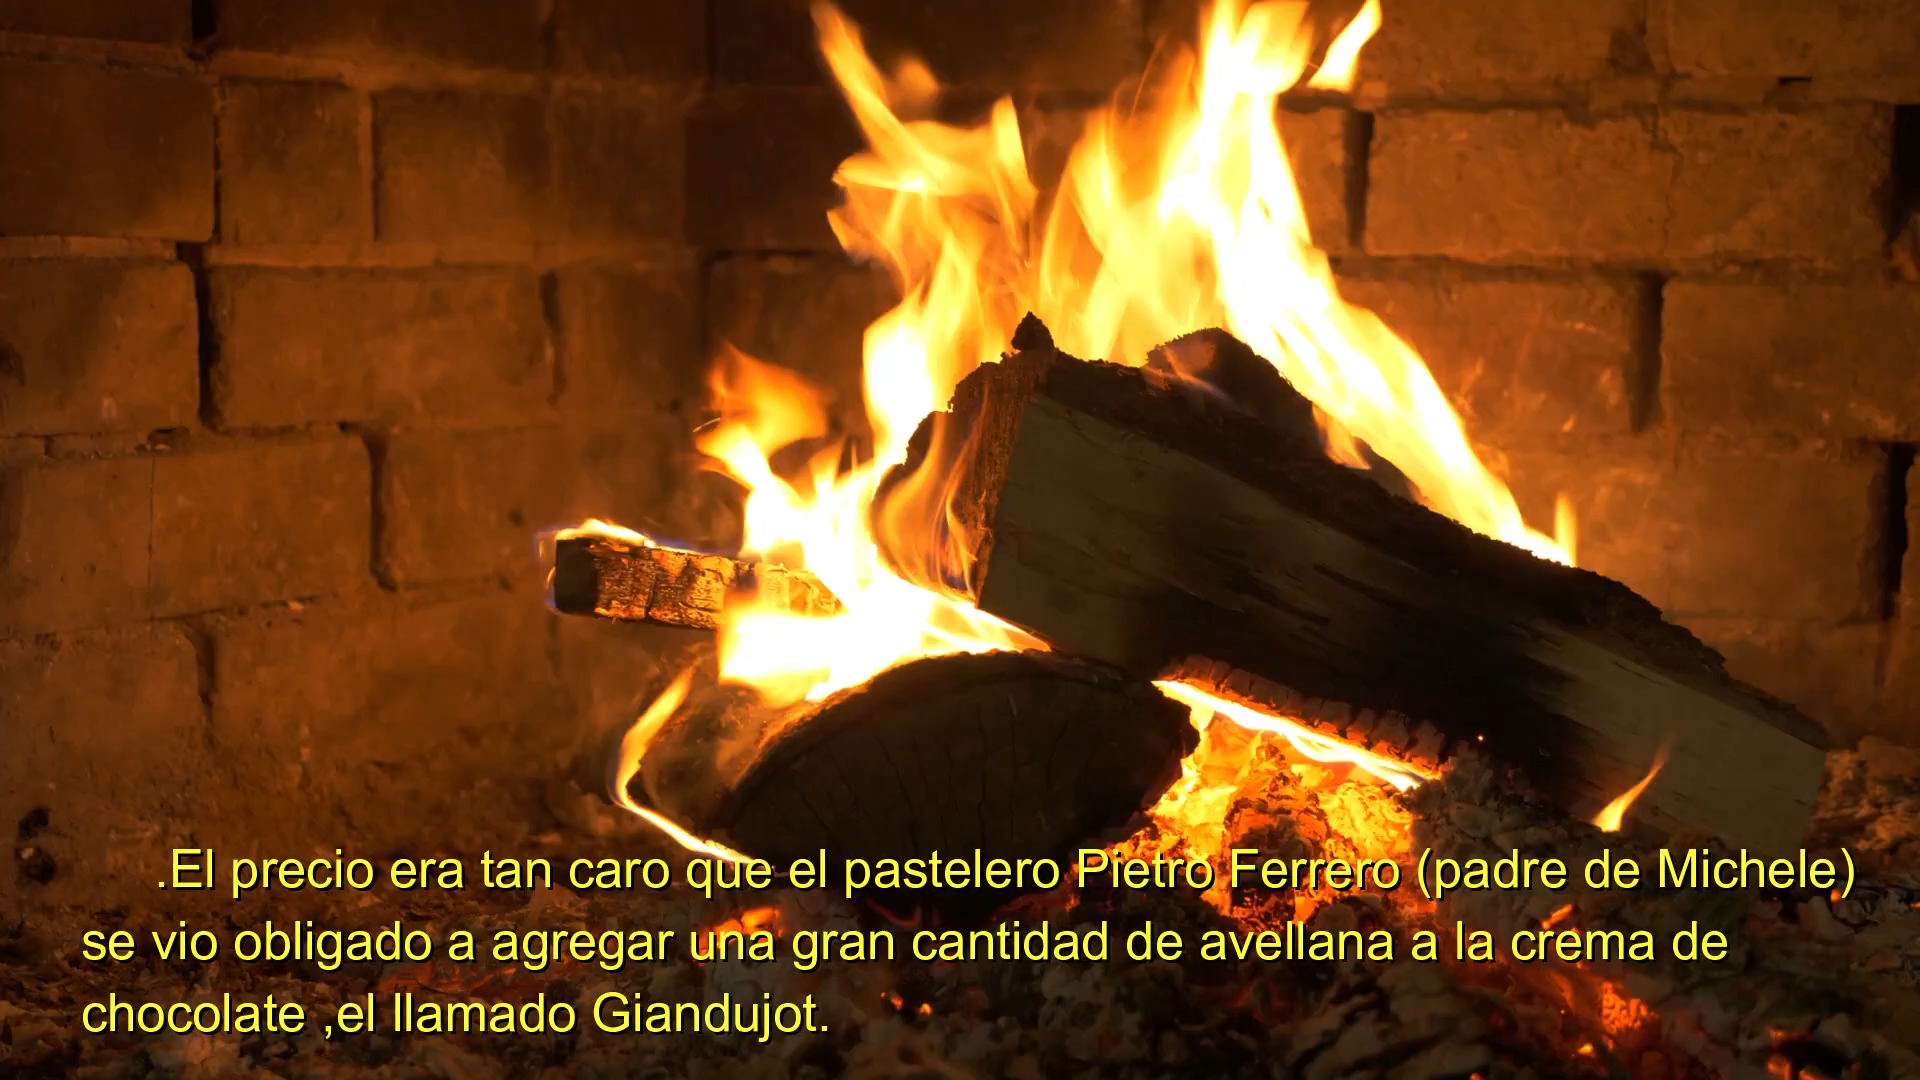 .El precio era tan caro que el pastelero Pietro Ferrero (padre de Michele)
se vio obligado a agregar una gran cantidad de avellana a la crema de
chocolate ,el llamado Giandujot.